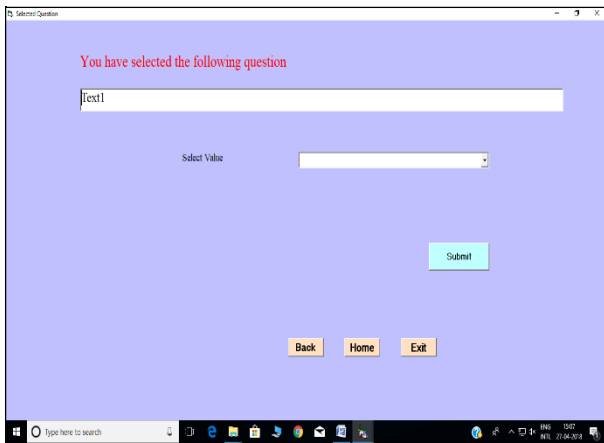 Selected Question
You have selected the following question
Text1
Select Value
Submit
Back Home Exit
Type here to search
ENG 15:07
INTL 27-04-2018